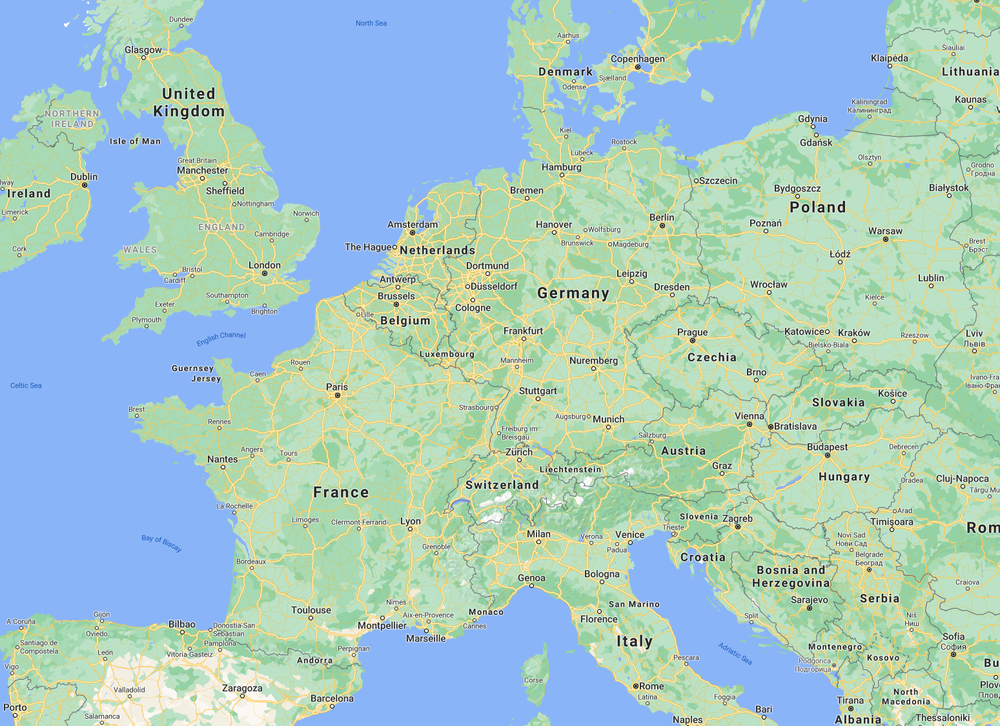 Dundee
North Sea
Glasgow
Aarhus
Copenhagen
Denmark
Sjælland
Odense
Šiauliai
Klaipėda
Lithuania
United
Kingdom
NORTHERN
IRELAND
Isle of Man
Kaliningrad
Калининград
Kaunas
Gdynia
Gdańsk
Kiel
Rostock
Lübeck
Hamburg
Olsztyn
Grodno
Гродна
Great Britain
Manchester
Dublin
Sheffield
Ireland
lway
Limerick
Nottingham
Bremen
Szczecin
Bydgoszcz
Białystok
Poland
Norwich
ENGLAND
Cambridge
WALES
Cork
Amsterdam
The Hague
Netherlands
Hanover
Wolfsburg
Brunswick
Magdeburg
Berlin
Poznań
Warsaw
Brest
Брэст
Łódź
London
Bristol
Cardiff
Dortmund
Düsseldorf
Antwerp
Brussels
Cologne
Germany
Leipzig
Dresden
Wrocław
Lublin
Kielce
Southampton
Exeter
Brighton
Plymouth
English Channel
Lille
Belgium
Frankfurt
Prague
Katowice
Kraków
Rzeszow
Bielsko-Biala
Lviv
Львів
Luxembourg
Mannheim
Nuremberg
Czechia
Guernsey
Jersey
Celtic Sea
Rouen
Caen
Brno
Ivano-Fra
Івано-Фран
Paris
Stuttgart
Strasbourg
Košice
Slovakia
Brest
Rennes
Augsburg
Munich
Vienna
Bratislava
Freiburg im
Breisgau
Salzburg
Austria
Angers
Tours
Nantes
Zürich
Liechtenstein
Graz
Budapest
Debrecen
Hungary
Oradea
Cluj-Napoca
Târgu Mu
Switzerland
France
La Rochelle
Limoges
Clermont-Ferrand
Lyon
Slovenia
Zagreb
Arad
Timișoara
Rom
Bay of Biscay
Milan
Verona
Venice
Padua
Trieste
Novi Sad
Нови Сад
Grenoble
Croatia
Belgrade
Београд
Bordeaux
Genoa
Bologna
Bosnia and
Herzegovina
Sarajevo
Serbia
Craiova
Toulouse
Nîmes
Aix-en-Provence
Montpellier
Marseille
Monaco
Cannes
Florence
San Marino
Split
Niš
Ниш
A Coruña
Gijón
Oviedo
Bilbao
Donostia-San
Sebastian
Pamplona
Vitoria-Gasteiz
Santiago de
Compostela
León
Vigo
Perpignan
Andorra
Italy
Adriatic Sea
Montenegro
Kosovo
Podgorica
Подгорица
Sofia
София
Bu
Pescara
Corse
Rome
Latina
Foggia
Plov
Плов
Valladolid
Zaragoza
Barcelona
Porto
Salamanca
North
Macedonia
Tirana
Albania
Bari
Naples
Thessaloniki